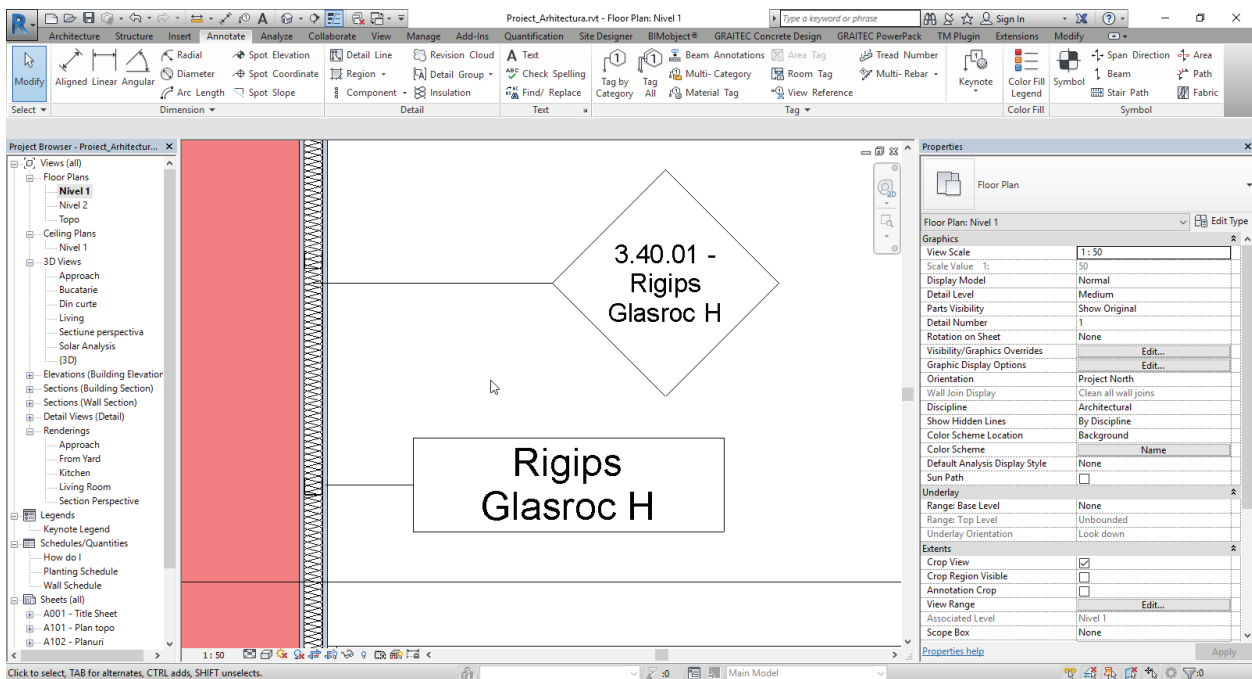 Proiect_Arhitectura.rvt - Floor Plan: Nivel 1
Type a keyword or phrase
Sign In
Architecture Structure Insert Annotate Analyze Collaborate View Manage Add-Ins Quantification Site Designer BIMobject® GRAITEC Concrete Design GRAITEC PowerPack TM Plugin Extensions Modify
Modify
Aligned Linear Angular
Radial
Diameter
Arc Length
Spot Elevation
Spot Coordinate
Spot Slope
Detail Line
Region
Component
Revision Cloud
Detail Group
Insulation
A Text
Check Spelling
Find/ Replace
Tag by Category
Tag All
Beam Annotations
Multi- Category
Material Tag
Area Tag
Room Tag
View Reference
Tread Number
Multi- Rebar
Keynote
Color Fill Legend
Symbol
Span Direction
Beam
Stair Path
Area
Path
Fabric
Select Dimension Detail Text Tag Color Fill Symbol
Project Browser - Proiect_Arhitectur...
Views (all)
Floor Plans
Nivel 1
Nivel 2
Topo
Ceiling Plans
Nivel 1
3D Views
Approach
Bucatarie
Din curte
Living
Sectiune perspectiva
Solar Analysis
{3D}
Elevations (Building Elevation
Sections (Building Section)
Sections (Wall Section)
Detail Views (Detail)
Renderings
Approach
From Yard
Kitchen
Living Room
Section Perspective
Legends
Keynote Legend
Schedules/Quantities
How do I
Planting Schedule
Wall Schedule
Sheets (all)
A001 - Title Sheet
A101 - Plan topo
A102 - Planuri
3.40.01 -
Rigips
Glasroc H
Rigips
Glasroc H
2D
1 : 50
Properties
Floor Plan
Floor Plan: Nivel 1 Edit Type
Graphics
View Scale 1 : 50
Scale Value 1: 50
Display Model Normal
Detail Level Medium
Parts Visibility Show Original
Detail Number 1
Rotation on Sheet None
Visibility/Graphics Overrides Edit...
Graphic Display Options Edit...
Orientation Project North
Wall Join Display Clean all wall joins
Discipline Architectural
Show Hidden Lines By Discipline
Color Scheme Location Background
Color Scheme Name
Default Analysis Display Style None
Sun Path
Underlay
Range: Base Level None
Range: Top Level Unbounded
Underlay Orientation Look down
Extents
Crop View
Crop Region Visible
Annotation Crop
View Range Edit...
Associated Level Nivel 1
Scope Box None
Properties help Apply
Click to select, TAB for alternates, CTRL adds, SHIFT unselects.
:0 Main Model :0